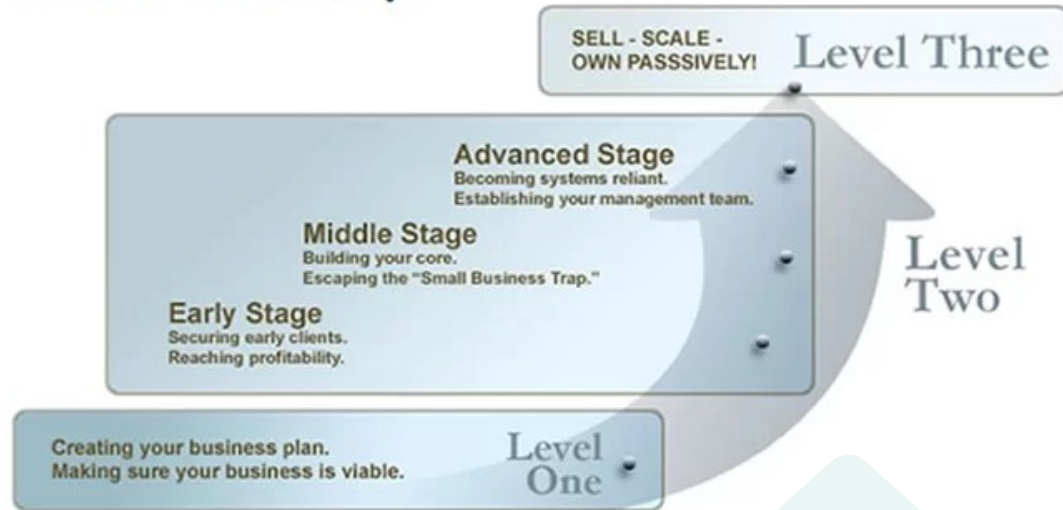 SELL - SCALE -
OWN PASSSIVELY!
Level Three
Advanced Stage
Becoming systems reliant.
Establishing your management team.
Middle Stage
Building your core.
Escaping the “Small Business Trap.”
Level
Two
Early Stage
Securing early clients.
Reaching profitability.
Creating your business plan.
Making sure your business is viable.
Level
One